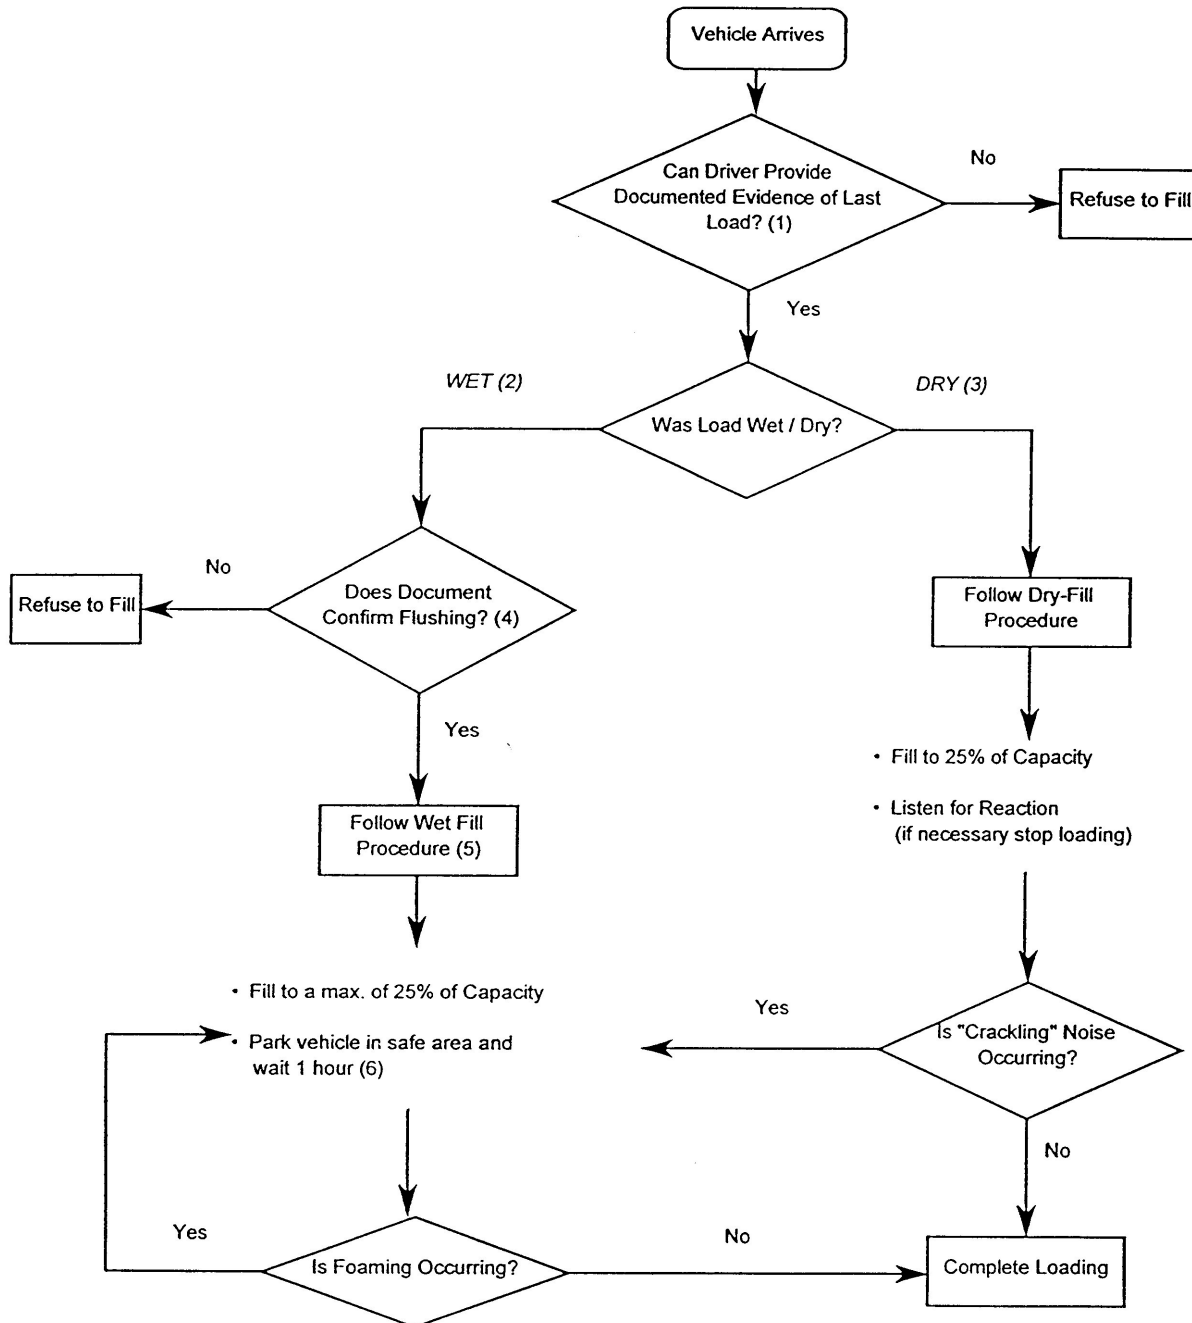 Vehicle Arrives
Can Driver Provide
Documented Evidence of Last
Load? (1)
No
Refuse to Fill
Yes
WET (2)
DRY (3)
Was Load Wet / Dry?
No
Refuse to Fill
Does Document
Confirm Flushing? (4)
Follow Dry-Fill
Procedure
Yes
• Fill to 25% of Capacity
• Listen for Reaction
(if necessary stop loading)
Follow Wet Fill
Procedure (5)
• Fill to a max. of 25% of Capacity
• Park vehicle in safe area and
wait 1 hour (6)
Yes
Is "Crackling" Noise
Occurring?
No
Yes
Is Foaming Occurring?
No
Complete Loading